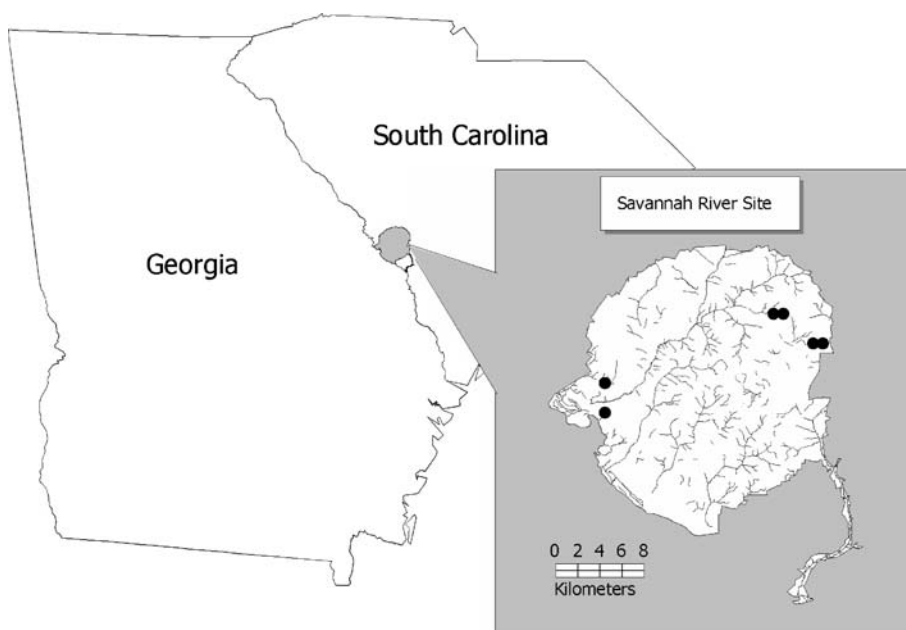 South Carolina
Georgia
Savannah River Site
0 2 4 6 8
Kilometers